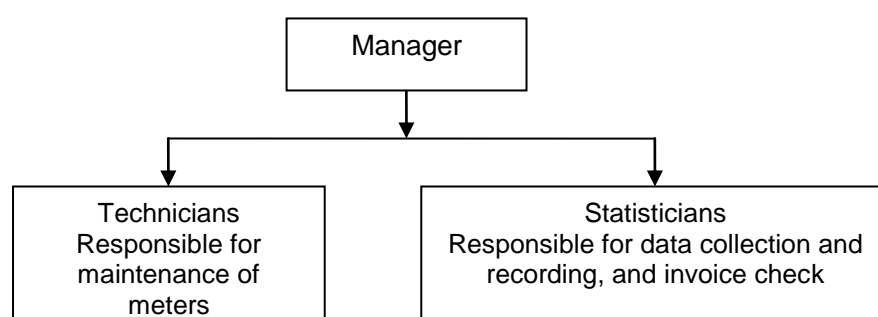 Manager
Technicians
Responsible for
maintenance of
meters
Statisticians
Responsible for data collection and
recording, and invoice check